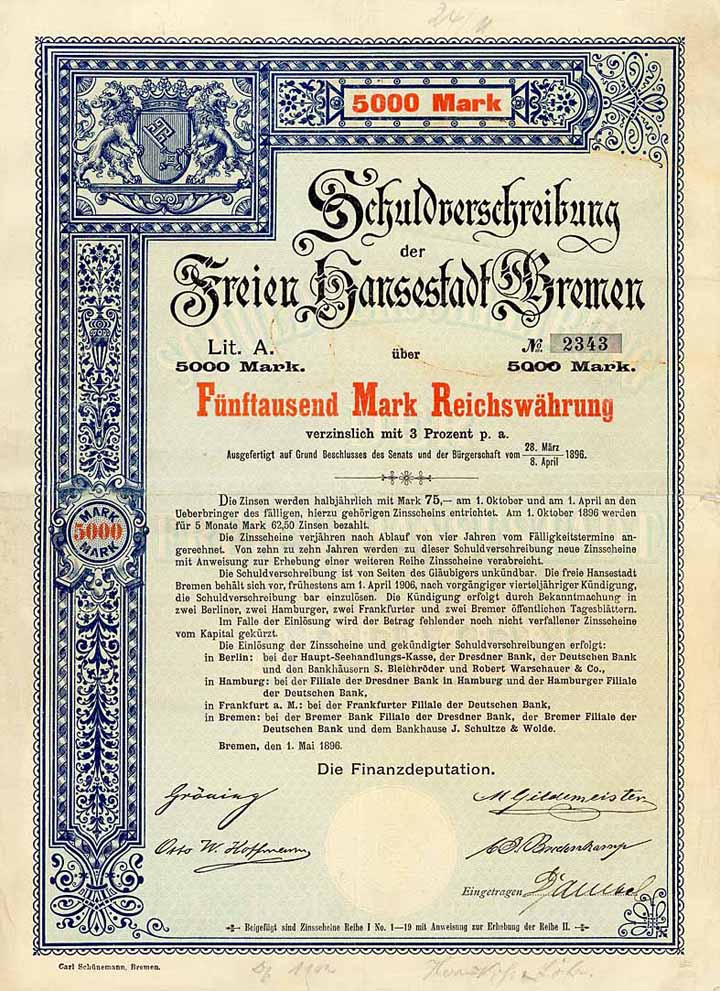 5000 Mark
Schuldverschreibung
der
Freien Hansestadt Bremen
Lit. A. über № 2343
5000 Mark. 5000 Mark.
Fünftausend Mark Reichswährung
verzinslich mit 3 Prozent p. a.
Ausgefertigt auf Grund Beschlusses des Senats und der Bürgerschaft vom 28. März / 8. April 1896.
Die Zinsen werden halbjährlich mit Mark 75,— am 1. Oktober und am 1. April an den
Ueberbringer des fälligen, hierzu gehörigen Zinsscheins entrichtet. Am 1. Oktober 1896 werden
für 5 Monate Mark 62,50 Zinsen bezahlt.
Die Zinsscheine verjähren nach Ablauf von vier Jahren vom Fälligkeitstermine an-
gerechnet. Von zehn zu zehn Jahren werden zu dieser Schuldverschreibung neue Zinsscheine
mit Anweisung zur Erhebung einer weiteren Reihe Zinsscheine verabreicht.
Die Schuldverschreibung ist von Seiten des Gläubigers unkündbar. Die freie Hansestadt
Bremen behält sich vor, frühestens am 1. April 1906, nach vorgängiger vierteljähriger Kündigung,
die Schuldverschreibung bar einzulösen. Die Kündigung erfolgt durch Bekanntmachung in
zwei Berliner, zwei Hamburger, zwei Frankfurter und zwei Bremer öffentlichen Tagesblättern.
Im Falle der Einlösung wird der Betrag fehlender noch nicht verfallener Zinsscheine
vom Kapital gekürzt.
Die Einlösung der Zinsscheine und gekündigter Schuldverschreibungen erfolgt:
in Berlin: bei der Haupt-Seehandlungs-Kasse, der Dresdner Bank, der Deutschen Bank
und den Bankhäusern S. Bleichröder und Robert Warschauer & Co.,
in Hamburg: bei der Filiale der Dresdner Bank in Hamburg und der Hamburger Filiale
der Deutschen Bank,
in Frankfurt a. M.: bei der Frankfurter Filiale der Deutschen Bank,
in Bremen: bei der Bremer Bank Filiale der Dresdner Bank, der Bremer Filiale der
Deutschen Bank und dem Bankhause J. Schultze & Wolde.
Bremen, den 1. Mai 1896.
Die Finanzdeputation.
Gröning M Gildemeister
Otto W. Hoffmann
Eingetragen
Beigefügt sind Zinsscheine Reihe I No. 1—19 mit Anweisung zur Erhebung der Reihe II.
Carl Schünemann, Bremen.
MARK
5000
MARK